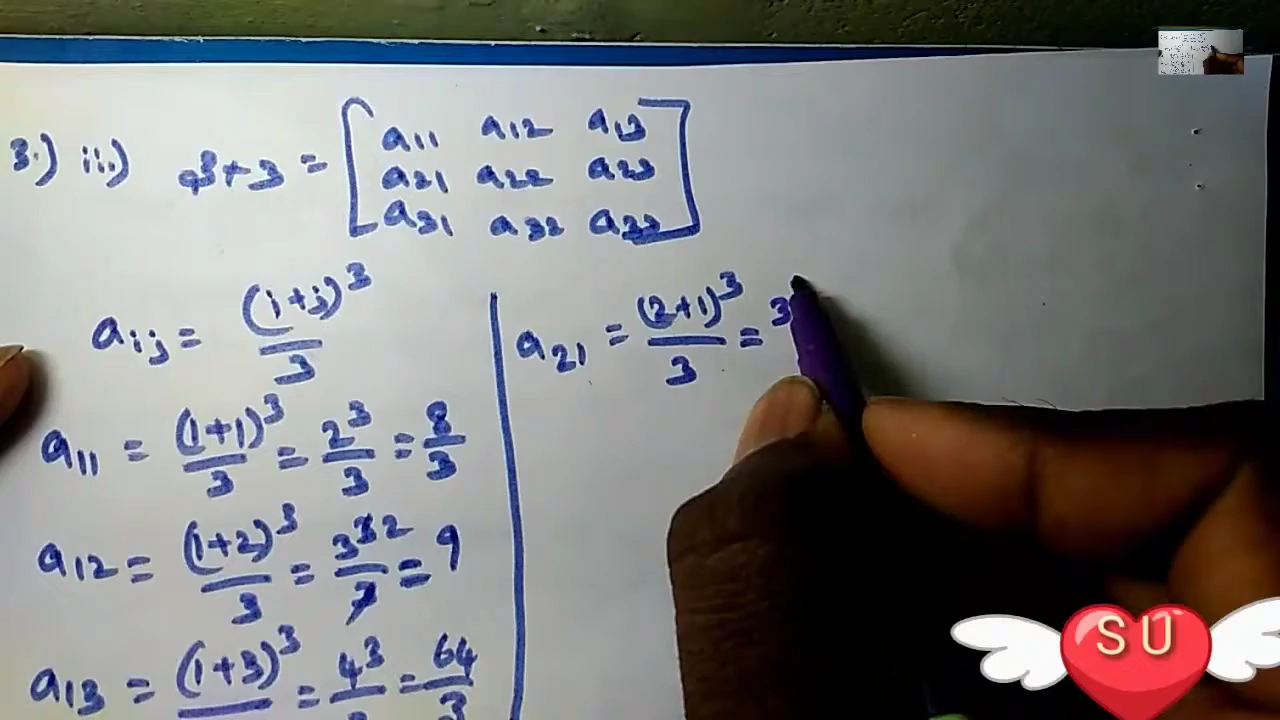 3.) ii.) 3+3 = [ a11 a12 a13
a21 a22 a23
a31 a32 a33 ]
aij = (i+j)^3 / 3
a11 = (1+1)^3 / 3 = 2^3 / 3 = 8 / 3
a12 = (1+2)^3 / 3 = 3^3 2 / 3 = 9
a13 = (1+3)^3 / = 4^3 / 3 = 64 / 3
a21 = (2+1)^3 / 3 = 3
SU